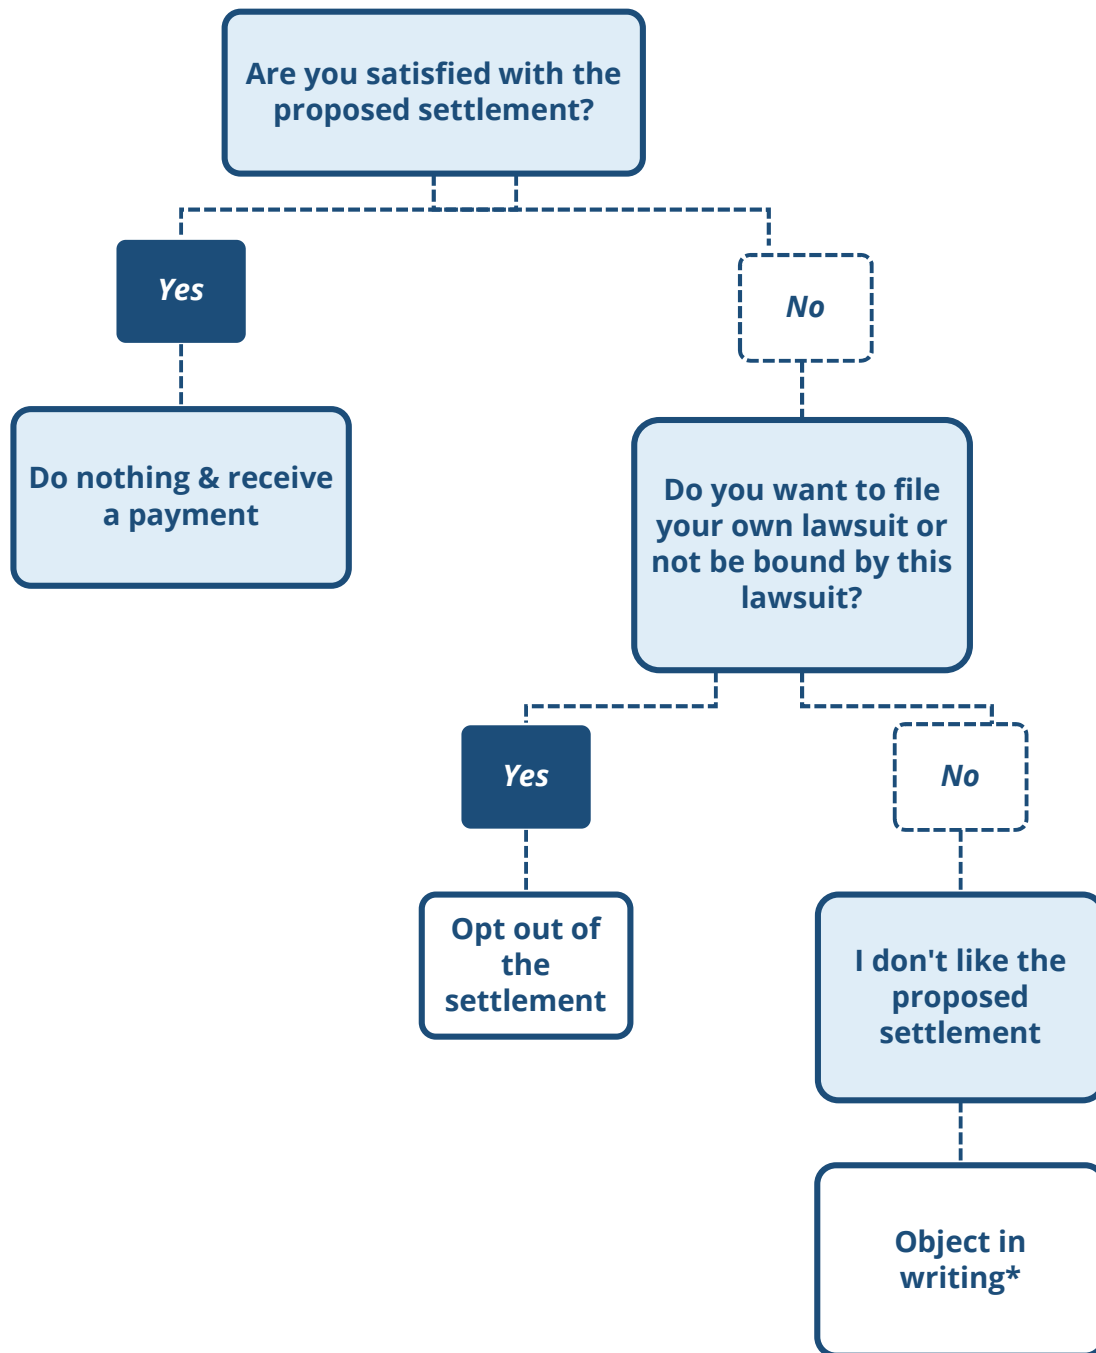 Are you satisfied with the
proposed settlement?
Yes
No
Do nothing & receive
a payment
Do you want to file
your own lawsuit or
not be bound by this
lawsuit?
Yes
No
Opt out of
the
settlement
I don't like the
proposed
settlement
Object in
writing*